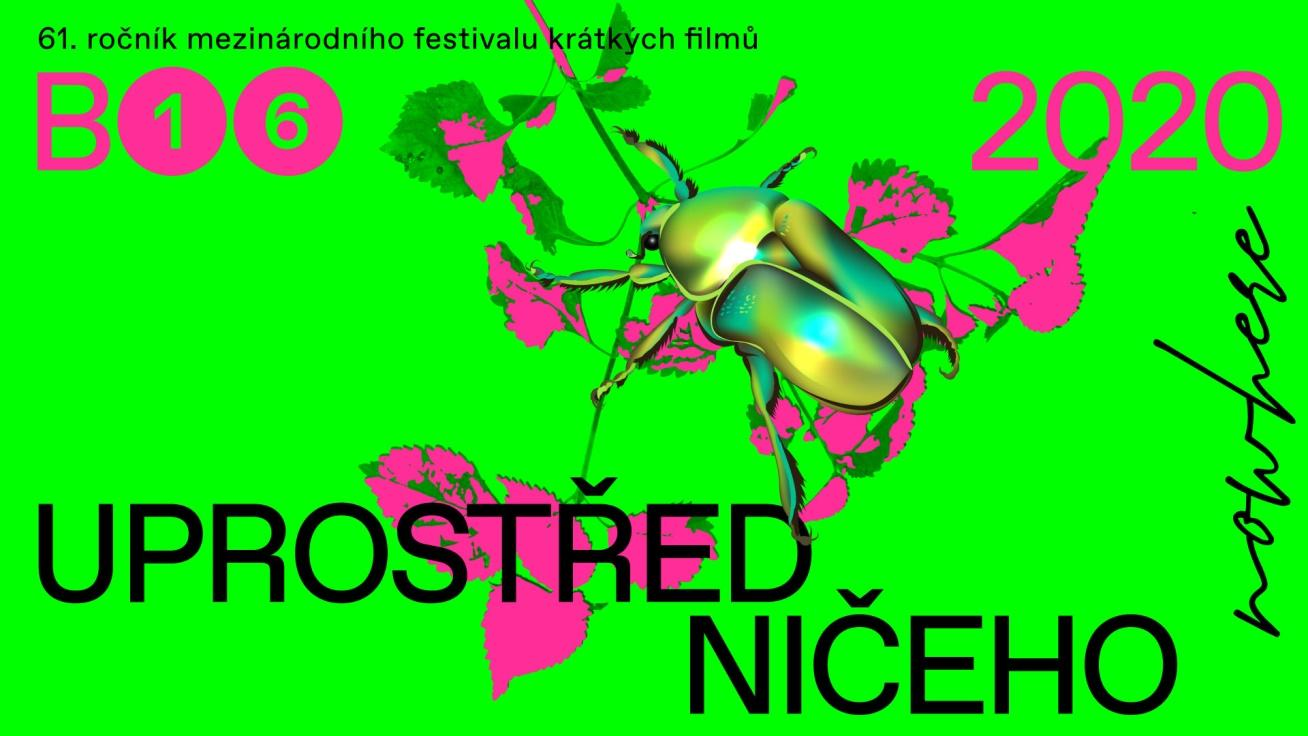 61. ročník mezinárodního festivalu krátkých filmů
B16
2020
nowhere
UPROSTŘED
NIČEHO